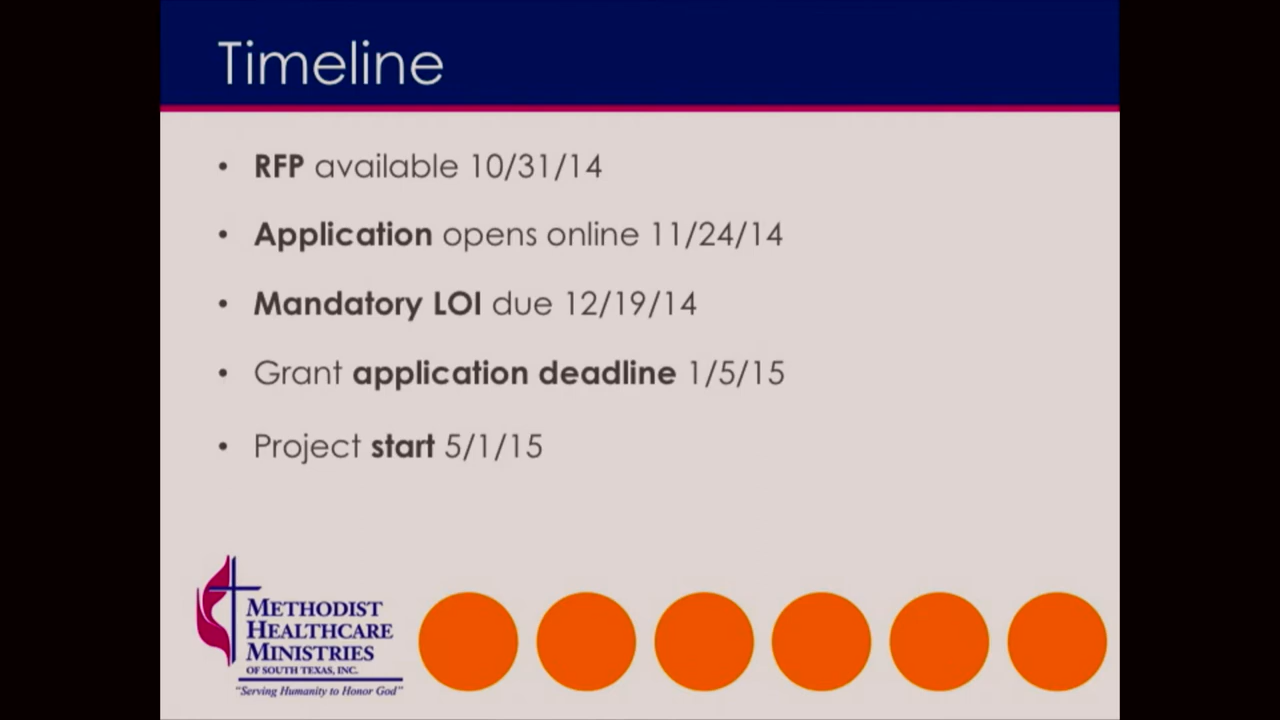 Timeline
• RFP available 10/31/14
• Application opens online 11/24/14
• Mandatory LOI due 12/19/14
• Grant application deadline 1/5/15
• Project start 5/1/15
METHODIST
HEALTHCARE
MINISTRIES
OF SOUTH TEXAS, INC.
"Serving Humanity to Honor God"